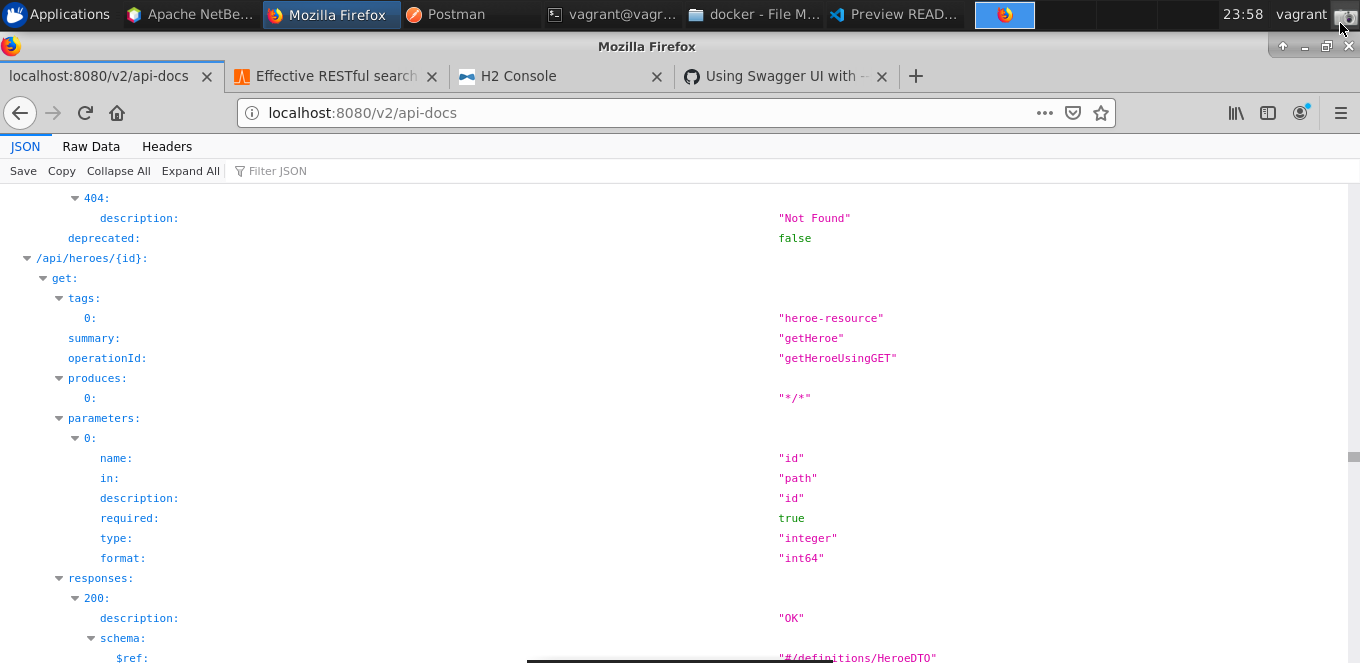 Applications Apache NetBe... Mozilla Firefox Postman vagrant@vagr... docker - File M... Preview READ... 23:58 vagrant
Mozilla Firefox
localhost:8080/v2/api-docs Effective RESTful search H2 Console Using Swagger UI with
localhost:8080/v2/api-docs
JSON Raw Data Headers
Save Copy Collapse All Expand All Filter JSON
404:
description: "Not Found"
deprecated: false
/api/heroes/{id}:
get:
tags:
0: "heroe-resource"
summary: "getHeroe"
operationId: "getHeroeUsingGET"
produces:
0: "*/*"
parameters:
0:
name: "id"
in: "path"
description: "id"
required: true
type: "integer"
format: "int64"
responses:
200:
description: "OK"
schema:
$ref: "#/definitions/HeroeDTO"